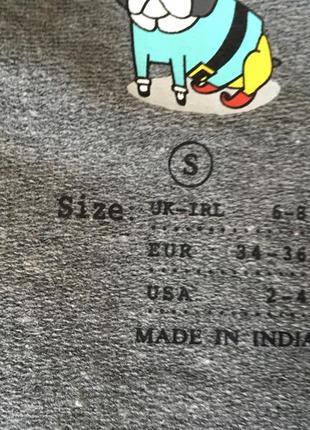 S
Size: UK-IRL 6-8
EUR 34-36
USA 2-4
MADE IN INDIA